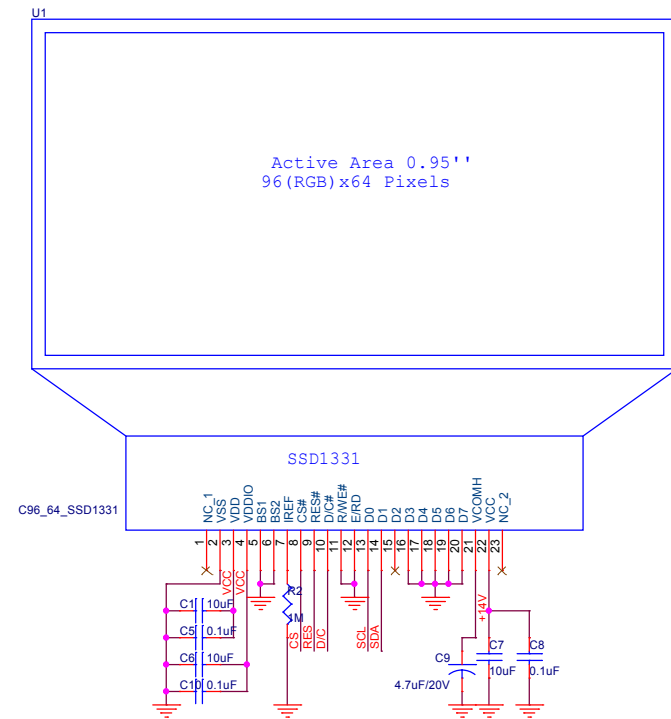 U1
Active Area 0.95''
96(RGB)x64 Pixels
SSD1331
C96_64_SSD1331
NC_1
VSS
VDD
VDDIO
BS1
BS2
IREF
CS#
RES#
D/C#
R/WE#
E/RD
D0
D1
D2
D3
D4
D5
D6
D7
VCOMH
VCC
NC_2
1 2 3 4 5 6 7 8 9 10 11 12 13 14 15 16 17 18 19 20 21 22 23
VCC
VCC
R2
1M
CS
RES
D/C
SCL
SDA
+14V
C1 10uF
C5 0.1uF
C6 10uF
C10 0.1uF
C9
4.7uF/20V
C7
10uF
C8
0.1uF